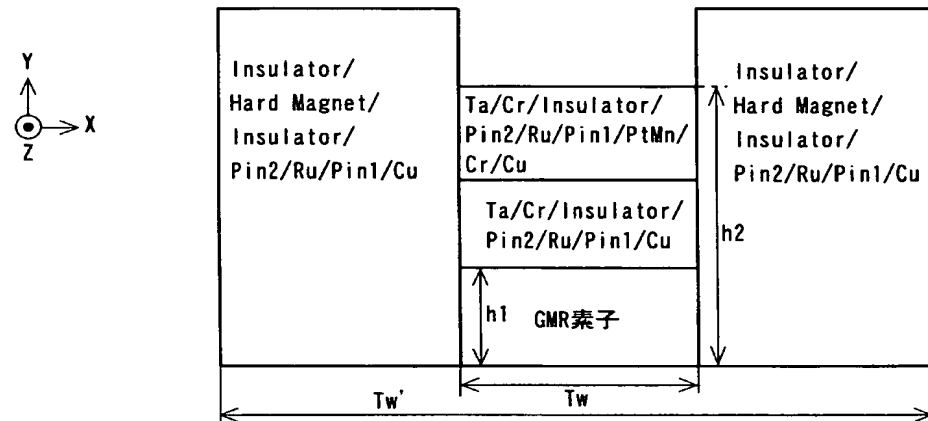 Y
X
Z
Insulator/
Hard Magnet/
Insulator/
Pin2/Ru/Pin1/Cu
Ta/Cr/Insulator/
Pin2/Ru/Pin1/PtMn/
Cr/Cu
Ta/Cr/Insulator/
Pin2/Ru/Pin1/Cu
h1
GMR素子
h2
Insulator/
Hard Magnet/
Insulator/
Pin2/Ru/Pin1/Cu
Tw'
Tw